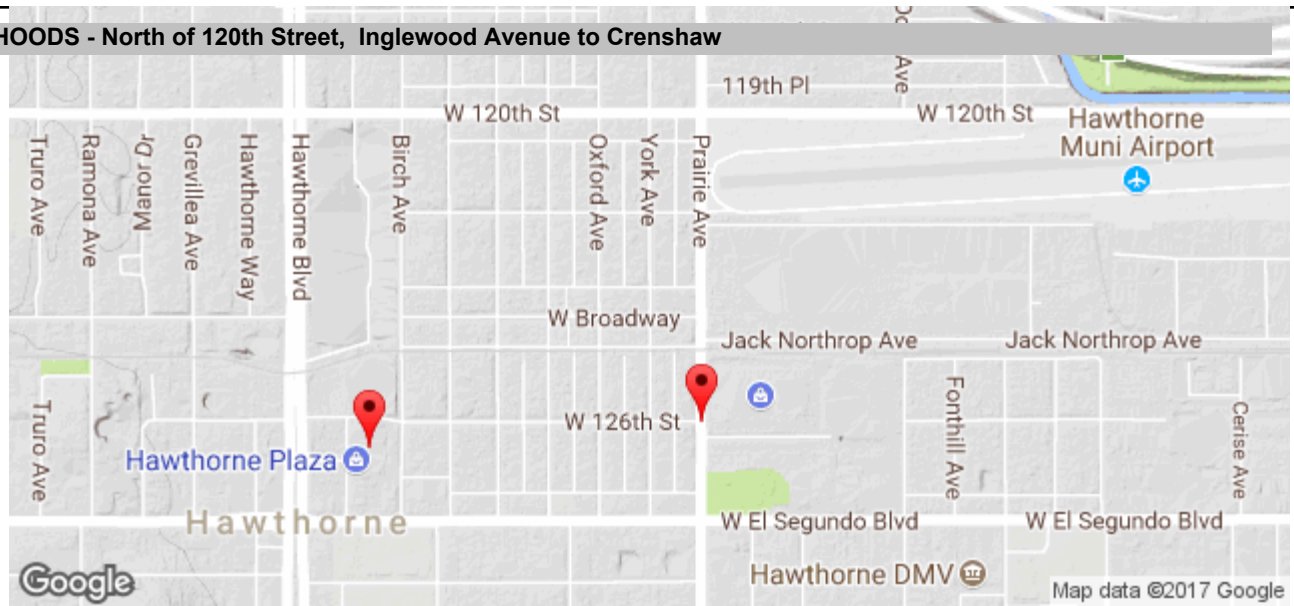 HOODS - North of 120th Street, Inglewood Avenue to Crenshaw
119th Pl
Ave
W 120th St
W 120th St
Hawthorne
Muni Airport
Truro Ave
Ramona Ave
Manor Dr
Grevillea Ave
Hawthorne Way
Hawthorne Blvd
Birch Ave
Oxford Ave
York Ave
Prairie Ave
W Broadway
Jack Northrop Ave
Jack Northrop Ave
Truro Ave
W 126th St
Fonthill Ave
Cerise Ave
Hawthorne Plaza
Hawthorne
W El Segundo Blvd
W El Segundo Blvd
Hawthorne DMV
Google
Map data ©2017 Google